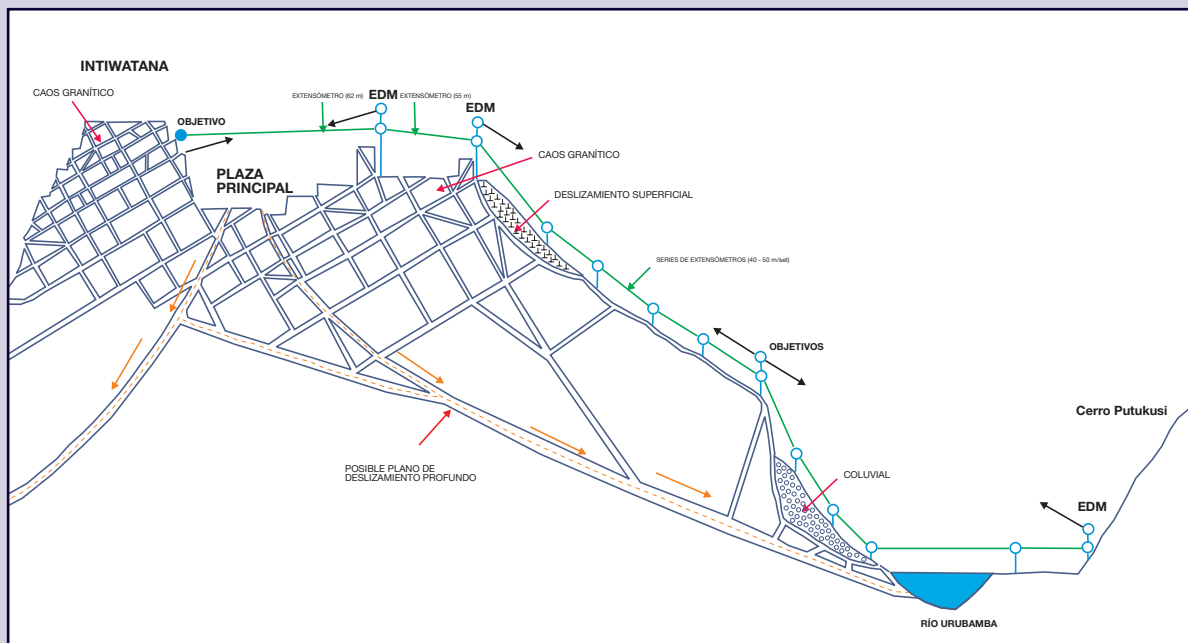 INTIWATANA
CAOS GRANÍTICO
OBJETIVO
EXTENSÓMETRO (62 m)
EDM
EXTENSÓMETRO (55 m)
EDM
PLAZA
PRINCIPAL
CAOS GRANÍTICO
DESLIZAMIENTO SUPERFICIAL
SERIES DE EXTENSÓMETROS (40 - 50 m/set)
OBJETIVOS
Cerro Putukusi
POSIBLE PLANO DE
DESLIZAMIENTO PROFUNDO
COLUVIAL
EDM
RÍO URUBAMBA